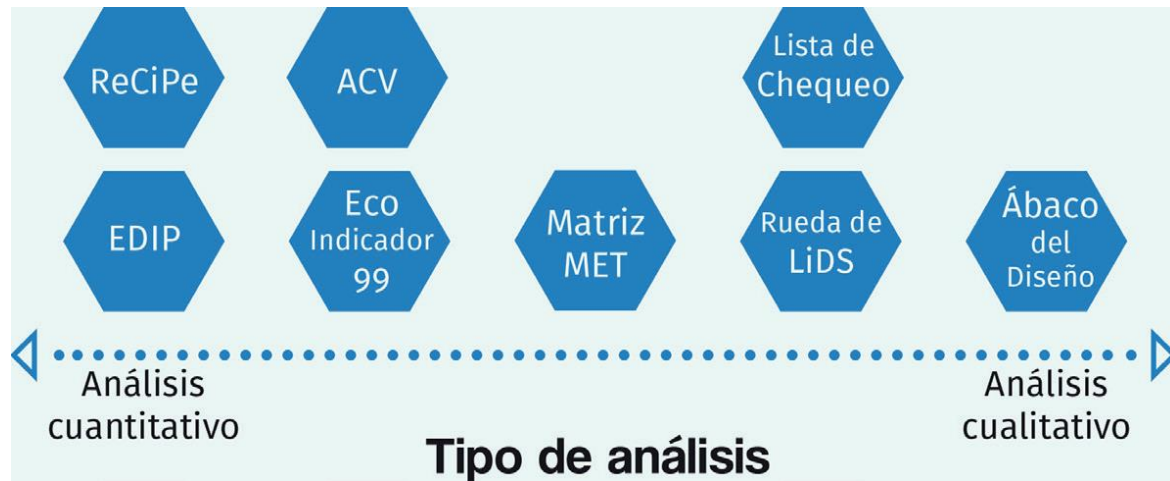 ReCiPe
ACV
Lista de
Chequeo
EDIP
Eco
Indicador
99
Matriz
MET
Rueda de
LiDS
Ábaco
del
Diseño
Análisis
cuantitativo
Análisis
cualitativo
Tipo de análisis